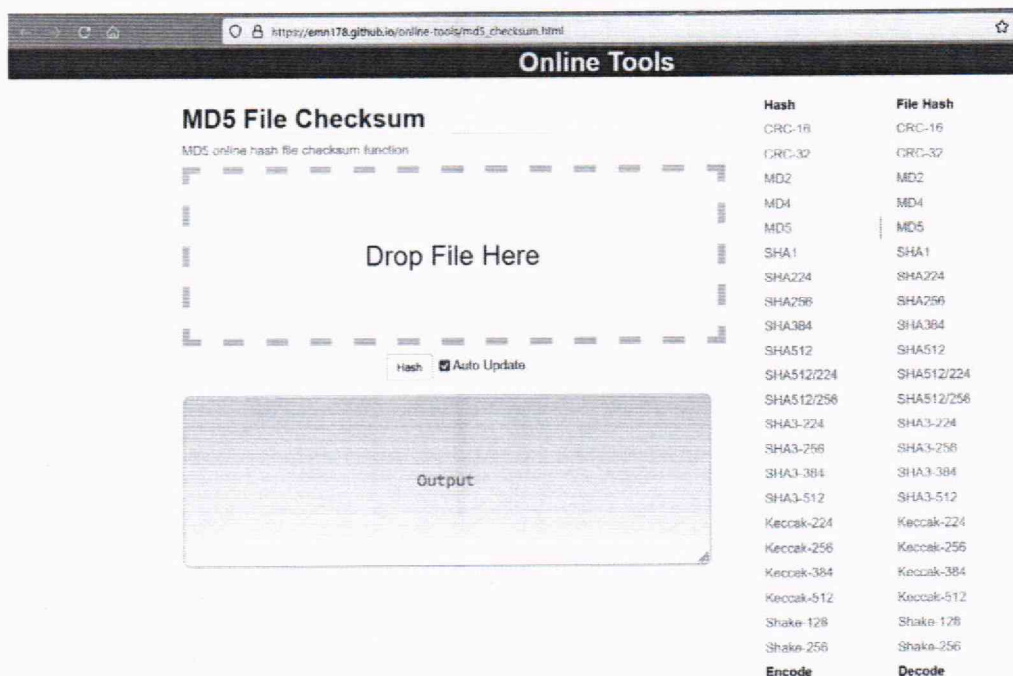 https://emn178.github.io/online-tools/md5_checksum.html
Online Tools
MD5 File Checksum
MD5 online hash file checksum function
Drop File Here
Hash
Auto Update
Output
Hash
CRC-16
CRC-32
MD2
MD4
MD5
SHA1
SHA224
SHA256
SHA384
SHA512
SHA512/224
SHA512/256
SHA3-224
SHA3-256
SHA3-384
SHA3-512
Keccak-224
Keccak-256
Keccak-384
Keccak-512
Shake-128
Shake-256
Encode
File Hash
CRC-16
CRC-32
MD2
MD4
MD5
SHA1
SHA224
SHA256
SHA384
SHA512
SHA512/224
SHA512/256
SHA3-224
SHA3-256
SHA3-384
SHA3-512
Keccak-224
Keccak-256
Keccak-384
Keccak-512
Shake-128
Shake-256
Decode